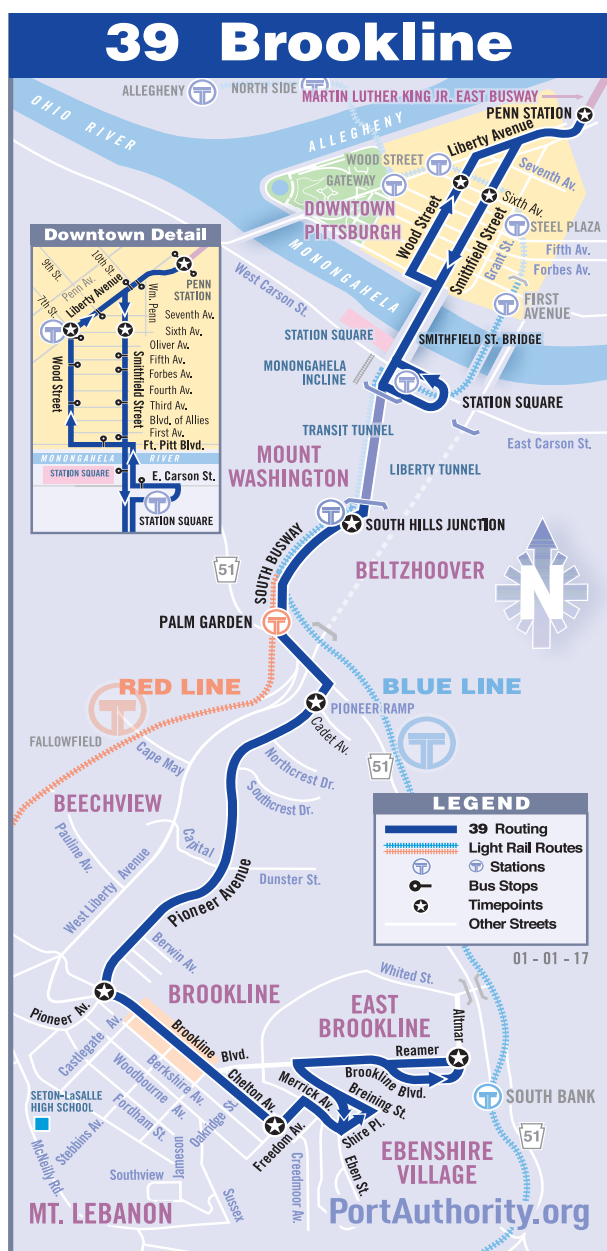 39 Brookline
ALLEGHENY
NORTH SIDE
MARTIN LUTHER KING JR. EAST BUSWAY
PENN STATION
OHIO RIVER
ALLEGHENY
Liberty Avenue
WOOD STREET
GATEWAY
Seventh Av.
Sixth Av.
DOWNTOWN
PITTSBURGH
Wood Street
Smithfield Street
Grant St.
STEEL PLAZA
Fifth Av.
Forbes Av.
FIRST
AVENUE
MONONGAHELA
West Carson St.
STATION SQUARE
SMITHFIELD ST. BRIDGE
MONONGAHELA
INCLINE
STATION SQUARE
East Carson St.
TRANSIT TUNNEL
LIBERTY TUNNEL
Downtown Detail
9th St.
10th St.
Penn Av.
7th St.
Liberty Avenue
Wm. Penn
PENN
STATION
Seventh Av.
Sixth Av.
Oliver Av.
Fifth Av.
Forbes Av.
Fourth Av.
Third Av.
Blvd. of Allies
First Av.
Wood Street
Smithfield Street
Ft. Pitt Blvd.
MONONGAHELA RIVER
STATION SQUARE
E. Carson St.
STATION SQUARE
MOUNT
WASHINGTON
SOUTH HILLS JUNCTION
SOUTH BUSWAY
BELTZHOOVER
51
PALM GARDEN
N
RED LINE
BLUE LINE
FALLOWFIELD
PIONEER RAMP
Cadet Av.
51
Cape May
Northcrest Dr.
Southcrest Dr.
BEECHVIEW
Pauline Av.
Capital
West Liberty Avenue
Pioneer Avenue
Dunster St.
LEGEND
39 Routing
Light Rail Routes
Stations
Bus Stops
Timepoints
Other Streets
01 - 01 - 17
Berwin Av.
Whited St.
BROOKLINE
EAST
BROOKLINE
Pioneer Av.
Brookline Blvd.
Reamer
Altmar
Brookline Blvd.
Castlegate Av.
Woodbourne Av.
Berkshire Av.
Chelton Av.
Merrick Av.
Breining St.
Shire Pl.
SOUTH BANK
SETON-LaSALLE
HIGH SCHOOL
Fordham St.
Oakridge St.
Freedom Av.
Stebbins Av.
McNeilly Rd.
Jameson
Southview
Sussex
Creedmoor Av.
Eben St.
EBENSHIRE
VILLAGE
51
MT. LEBANON
PortAuthority.org